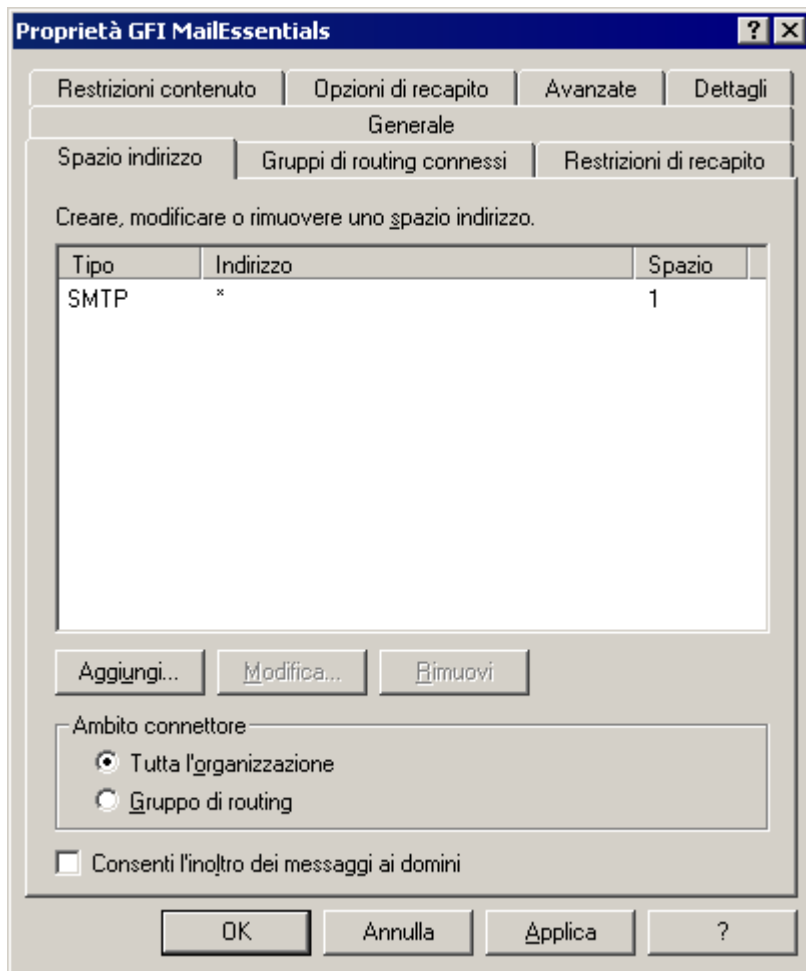 Proprietà GFI MailEssentials
Restrizioni contenuto Opzioni di recapito Avanzate Dettagli
Generale
Spazio indirizzo Gruppi di routing connessi Restrizioni di recapito
Creare, modificare o rimuovere uno spazio indirizzo.
Tipo Indirizzo Spazio
SMTP * 1
Aggiungi... Modifica... Rimuovi
Ambito connettore
Tutta l'organizzazione
Gruppo di routing
Consenti l'inoltro dei messaggi ai domini
OK Annulla Applica ?